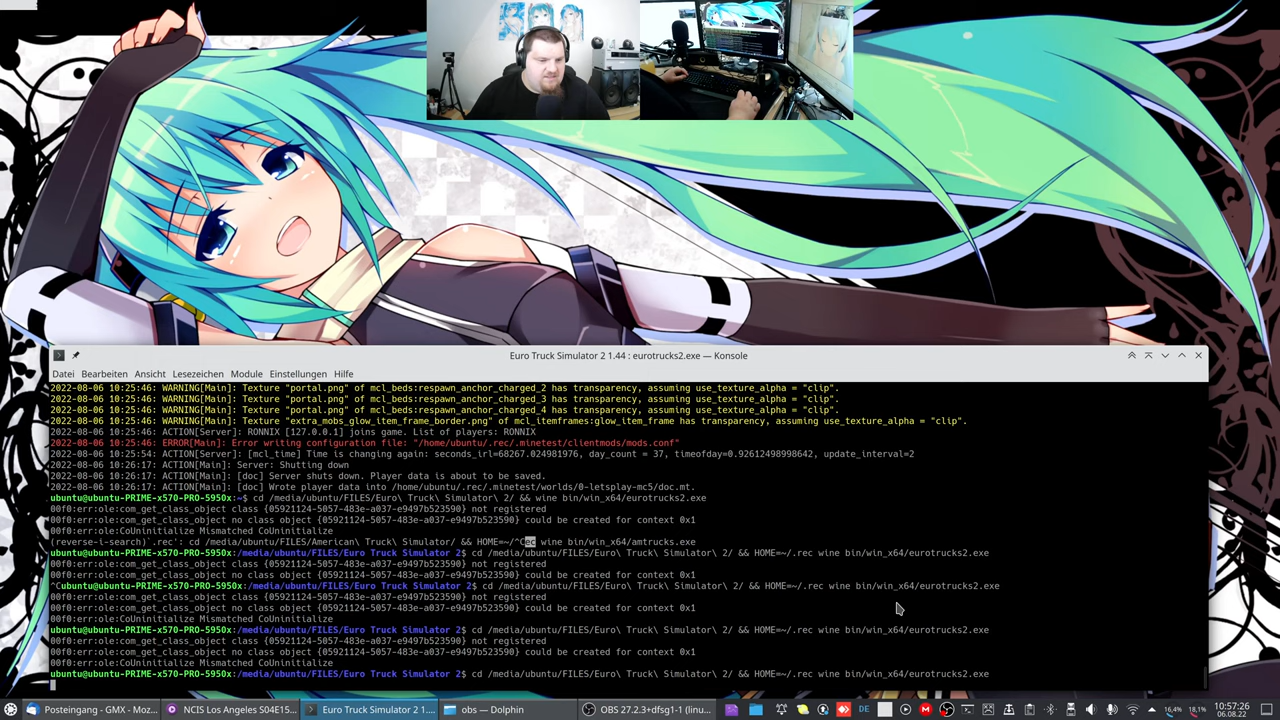 Euro Truck Simulator 2 1.44 : eurotrucks2.exe — Konsole
Datei Bearbeiten Ansicht Lesezeichen Module Einstellungen Hilfe
2022-08-06 10:25:46: WARNING[Main]: Texture "portal.png" of mcl_beds:respawn_anchor_charged_2 has transparency, assuming use_texture_alpha = "clip".
2022-08-06 10:25:46: WARNING[Main]: Texture "portal.png" of mcl_beds:respawn_anchor_charged_3 has transparency, assuming use_texture_alpha = "clip".
2022-08-06 10:25:46: WARNING[Main]: Texture "portal.png" of mcl_beds:respawn_anchor_charged_4 has transparency, assuming use_texture_alpha = "clip".
2022-08-06 10:25:46: WARNING[Main]: Texture "extra_mobs_glow_item_frame_border.png" of mcl_itemframes:glow_item_frame has transparency, assuming use_texture_alpha = "clip".
2022-08-06 10:25:46: ACTION[Server]: RONNIX [127.0.0.1] joins game. List of players: RONNIX
2022-08-06 10:25:46: ERROR[Main]: Error writing configuration file: "/home/ubuntu/.rec/.minetest/clientmods/mods.conf"
2022-08-06 10:25:54: ACTION[Server]: [mcl_time] Time is changing again: seconds_irl=68267.024981976, day_count = 37, timeofday=0.92612498998642, update_interval=2
2022-08-06 10:26:17: ACTION[Main]: Server: Shutting down
2022-08-06 10:26:17: ACTION[Main]: [doc] Server shuts down. Player data is about to be saved.
2022-08-06 10:26:17: ACTION[Main]: [doc] Wrote player data into /home/ubuntu/.rec/.minetest/worlds/0-letsplay-mc5/doc.mt.
ubuntu@ubuntu-PRIME-x570-PRO-5950x:~$ cd /media/ubuntu/FILES/Euro\ Truck\ Simulator\ 2/ && wine bin/win_x64/eurotrucks2.exe
00f0:err:ole:com_get_class_object class {05921124-5057-483e-a037-e9497b523590} not registered
00f0:err:ole:com_get_class_object no class object {05921124-5057-483e-a037-e9497b523590} could be created for context 0x1
00f0:err:ole:CoUninitialize Mismatched CoUninitialize
(reverse-i-search)`.rec': cd /media/ubuntu/FILES/American\ Truck\ Simulator/ && HOME=~/^Cec wine bin/win_x64/amtrucks.exe
ubuntu@ubuntu-PRIME-x570-PRO-5950x:/media/ubuntu/FILES/Euro Truck Simulator 2$ cd /media/ubuntu/FILES/Euro\ Truck\ Simulator\ 2/ && HOME=~/.rec wine bin/win_x64/eurotrucks2.exe
00f0:err:ole:com_get_class_object class {05921124-5057-483e-a037-e9497b523590} not registered
00f0:err:ole:com_get_class_object no class object {05921124-5057-483e-a037-e9497b523590} could be created for context 0x1
^Cubuntu@ubuntu-PRIME-x570-PRO-5950x:/media/ubuntu/FILES/Euro Truck Simulator 2$ cd /media/ubuntu/FILES/Euro\ Truck\ Simulator\ 2/ && HOME=~/.rec wine bin/win_x64/eurotrucks2.exe
00f0:err:ole:com_get_class_object class {05921124-5057-483e-a037-e9497b523590} not registered
00f0:err:ole:com_get_class_object no class object {05921124-5057-483e-a037-e9497b523590} could be created for context 0x1
00f0:err:ole:CoUninitialize Mismatched CoUninitialize
ubuntu@ubuntu-PRIME-x570-PRO-5950x:/media/ubuntu/FILES/Euro Truck Simulator 2$ cd /media/ubuntu/FILES/Euro\ Truck\ Simulator\ 2/ && HOME=~/.rec wine bin/win_x64/eurotrucks2.exe
00f0:err:ole:com_get_class_object class {05921124-5057-483e-a037-e9497b523590} not registered
00f0:err:ole:com_get_class_object no class object {05921124-5057-483e-a037-e9497b523590} could be created for context 0x1
00f0:err:ole:CoUninitialize Mismatched CoUninitialize
ubuntu@ubuntu-PRIME-x570-PRO-5950x:/media/ubuntu/FILES/Euro Truck Simulator 2$ cd /media/ubuntu/FILES/Euro\ Truck\ Simulator\ 2/ && HOME=~/.rec wine bin/win_x64/eurotrucks2.exe
Posteingang - GMX - Moz... NCIS Los Angeles S04E15... Euro Truck Simulator 2 1.... obs — Dolphin OBS 27.2.3+dfsg1-1 (linu... DE 16,4% 18,1% 10:57:26
06.08.22